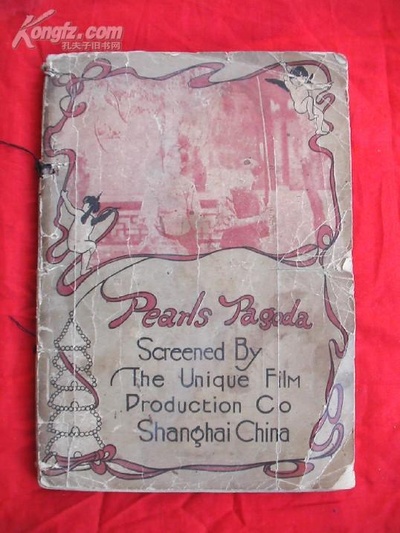 Kongfz.com
孔夫子旧书网
Pearls Pagoda
Screened By
The Unique Film
Production Co
Shanghai China